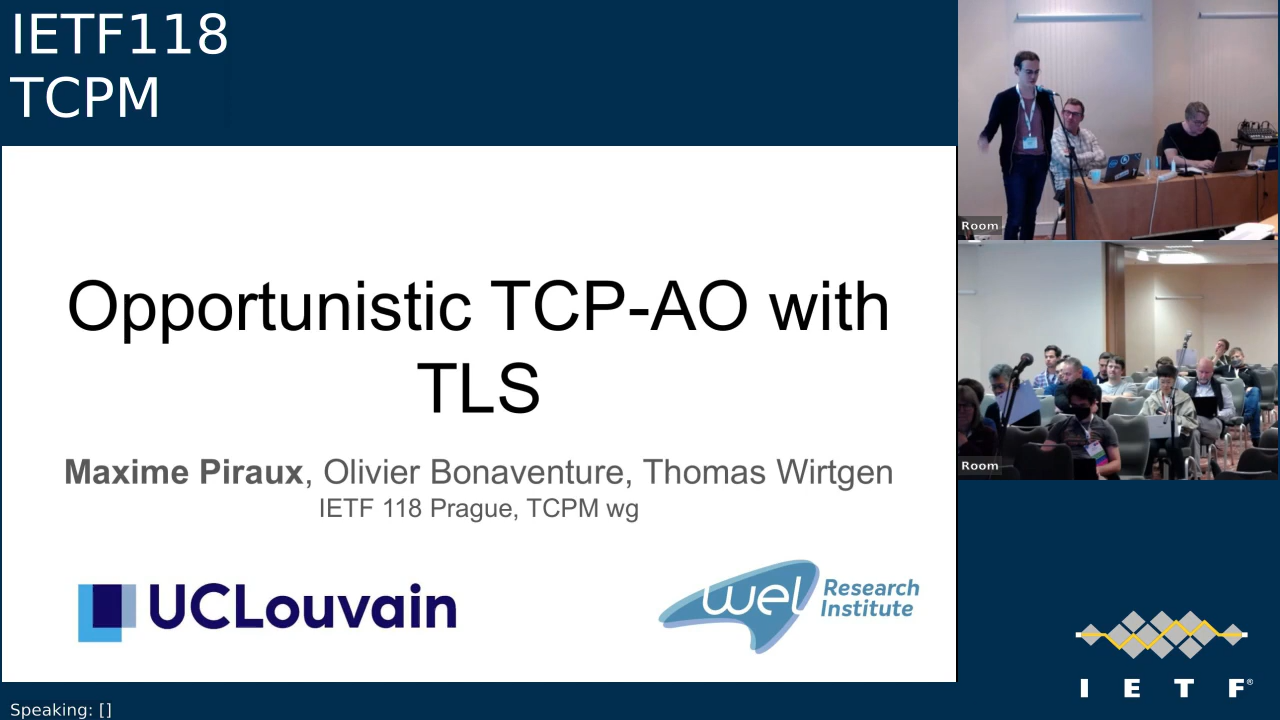 IETF118
TCPM
Opportunistic TCP-AO with
TLS
Maxime Piraux, Olivier Bonaventure, Thomas Wirtgen
IETF 118 Prague, TCPM wg
UCLouvain
wel Research
Institute
Room
Room
I E T F®
Speaking: []